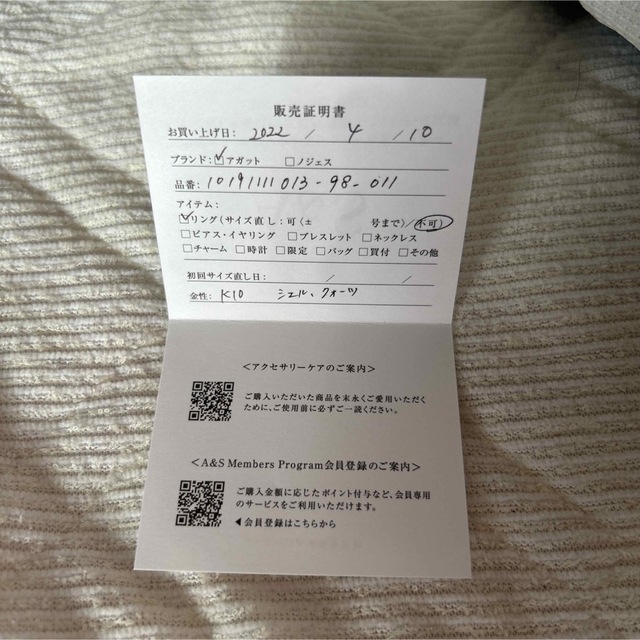 販売証明書
お買い上げ日: 2022 / 4 / 10
ブランド: ☑アガット □ノジェス
品番: 10191111013-98-011
アイテム:
☑リング (サイズ直し: 可 (± 号まで)/不可)
□ピアス・イヤリング □ブレスレット □ネックレス
□チャーム □時計 □限定 □バッグ □買付 □その他
初回サイズ直し日: / /
金性: K10 シェル、クォーツ
<アクセサリーケアのご案内>
ご購入いただいた商品を末永くご愛用いただく
ために、ご使用前に必ずご一読ください。
<A&S Members Program会員登録のご案内>
ご購入金額に応じたポイント付与など、会員専用
のサービスをご利用いただけます。
◀会員登録はこちらから